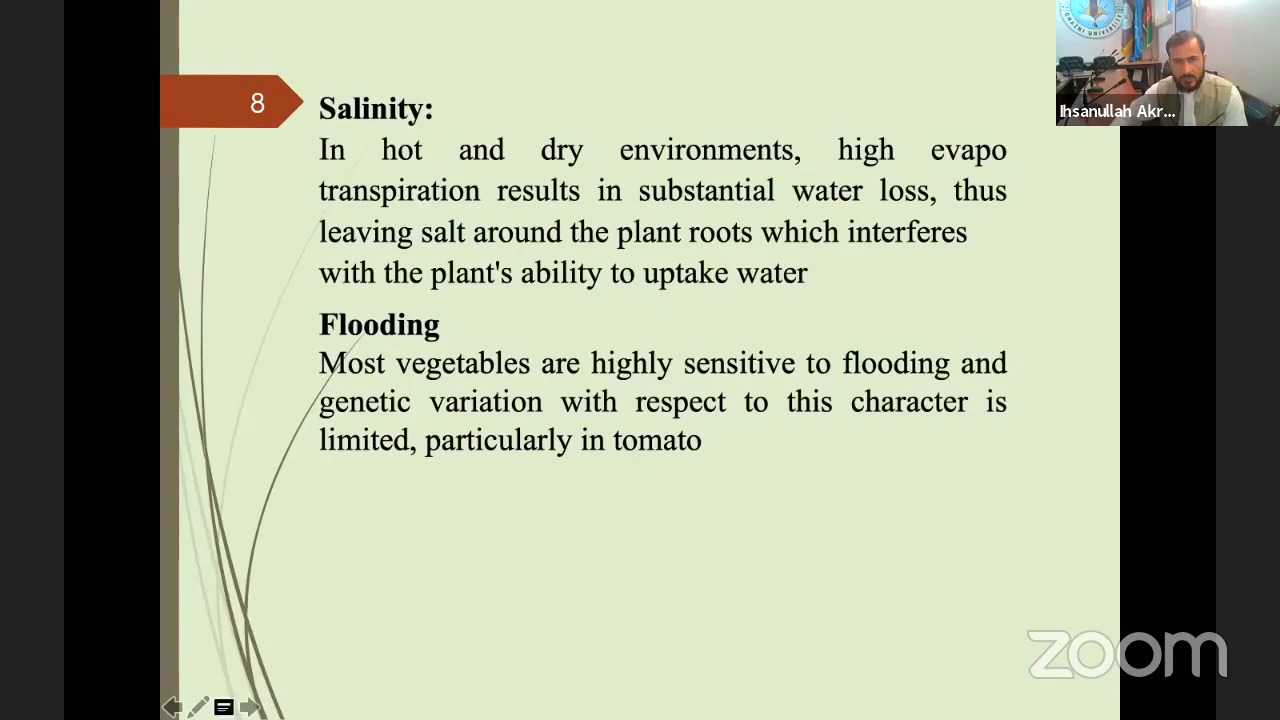 8
Salinity:
In hot and dry environments, high evapo
transpiration results in substantial water loss, thus
leaving salt around the plant roots which interferes
with the plant's ability to uptake water
Flooding
Most vegetables are highly sensitive to flooding and
genetic variation with respect to this character is
limited, particularly in tomato
GHAZNI UNIVERSITY
Ihsanullah Akr...
zoom